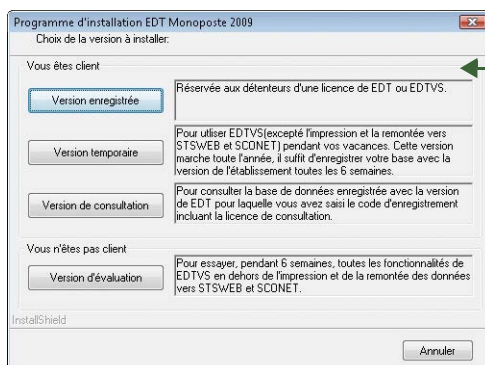 Programme d'installation EDT Monoposte 2009
Choix de la version à installer:
Vous êtes client
Version enregistrée
Réservée aux détenteurs d'une licence de EDT ou EDTVS.
Version temporaire
Pour utiliser EDTVS(excepté l'impression et la remontée vers
STSWEB et SCONET) pendant vos vacances. Cette version
marche toute l'année, il suffit d'enregistrer votre base avec la
version de l'établissement toutes les 6 semaines.
Version de consultation
Pour consulter la base de données enregistrée avec la version
de EDT pour laquelle vous avez saisi le code d'enregistrement
incluant la licence de consultation.
Vous n'êtes pas client
Version d'évaluation
Pour essayer, pendant 6 semaines, toutes les fonctionnalités de
EDTVS en dehors de l'impression et de la remontée des données
vers STSWEB et SCONET.
InstallShield
Annuler